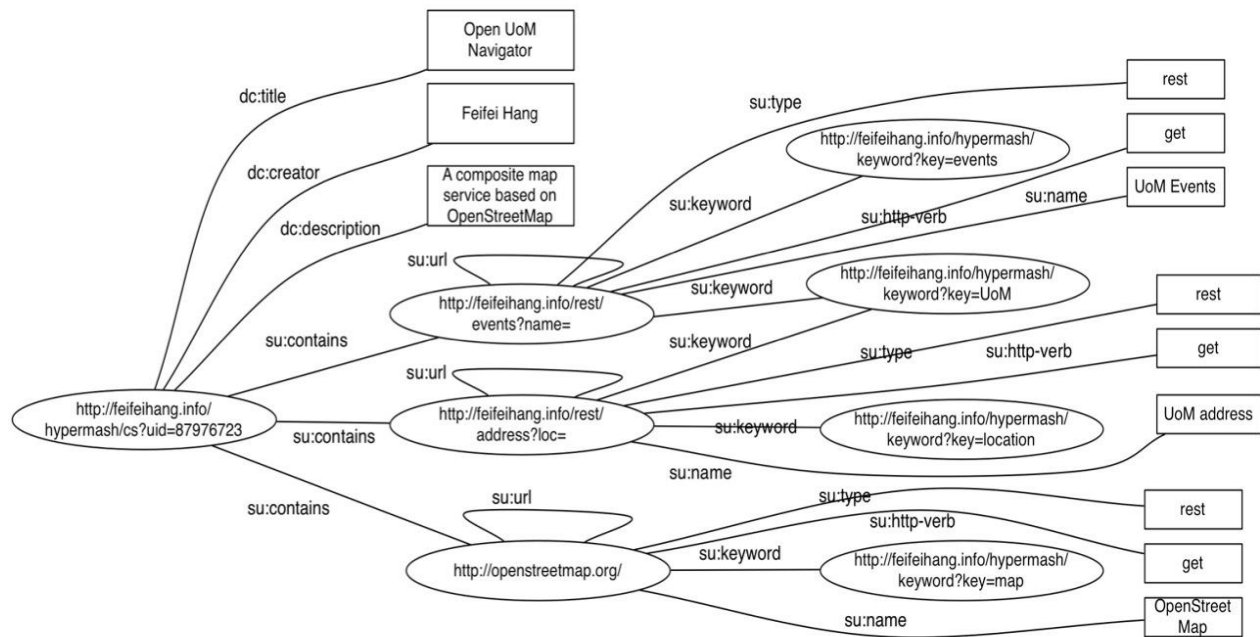 Open UoM
Navigator
dc:title
Feifei Hang
dc:creator
A composite map
service based on
OpenStreetMap
dc:description
su:type
rest
http://feifeihang.info/hypermash/
keyword?key=events
get
su:keyword
su:name
UoM Events
su:http-verb
su:url
http://feifeihang.info/rest/
events?name=
su:keyword
http://feifeihang.info/hypermash/
keyword?key=UoM
su:contains
su:keyword
su:type
rest
su:http-verb
get
su:url
http://feifeihang.info/
hypermash/cs?uid=87976723
su:contains
http://feifeihang.info/rest/
address?loc=
su:keyword
http://feifeihang.info/hypermash/
keyword?key=location
UoM address
su:name
su:contains
su:url
su:type
rest
su:http-verb
http://openstreetmap.org/
su:keyword
http://feifeihang.info/hypermash/
keyword?key=map
get
su:name
OpenStreet
Map